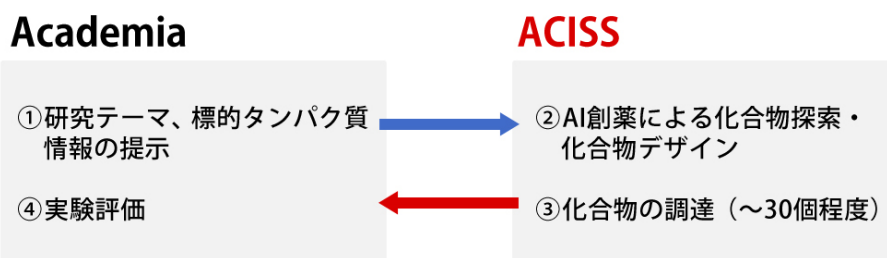 Academia
①研究テーマ、標的タンパク質
情報の提示
④実験評価
ACISS
②AI創薬による化合物探索・
化合物デザイン
③化合物の調達（～30個程度）